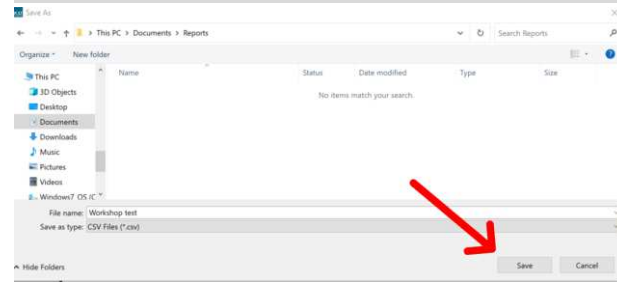 Save As
This PC > Documents > Reports
Search Reports
Organize
New folder
Name
Status
Date modified
Type
Size
No items match your search.
This PC
3D Objects
Desktop
Documents
Downloads
Music
Pictures
Videos
Windows7_OS (C
File name: Workshop test
Save as type: CSV Files (*.csv)
Hide Folders
Save
Cancel